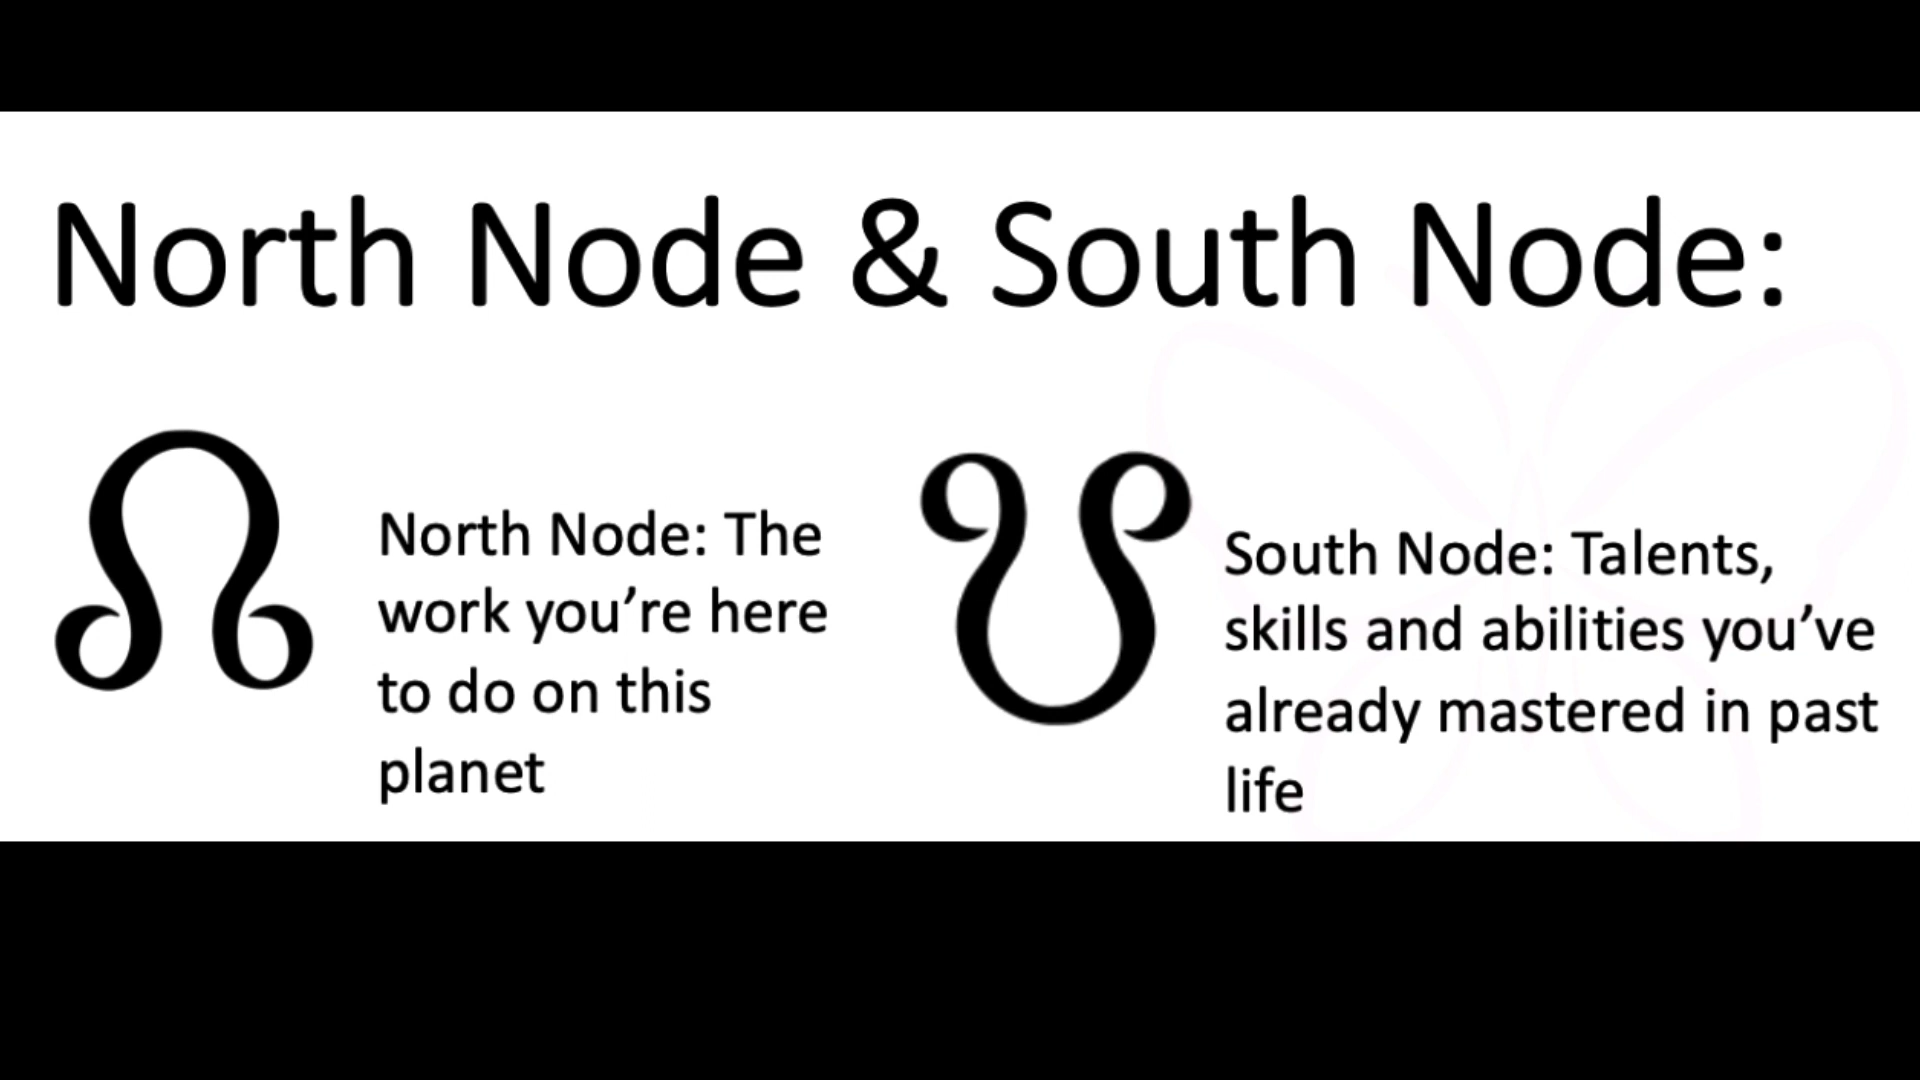 North Node & South Node:
North Node: The
work you’re here
to do on this
planet
South Node: Talents,
skills and abilities you’ve
already mastered in past
life